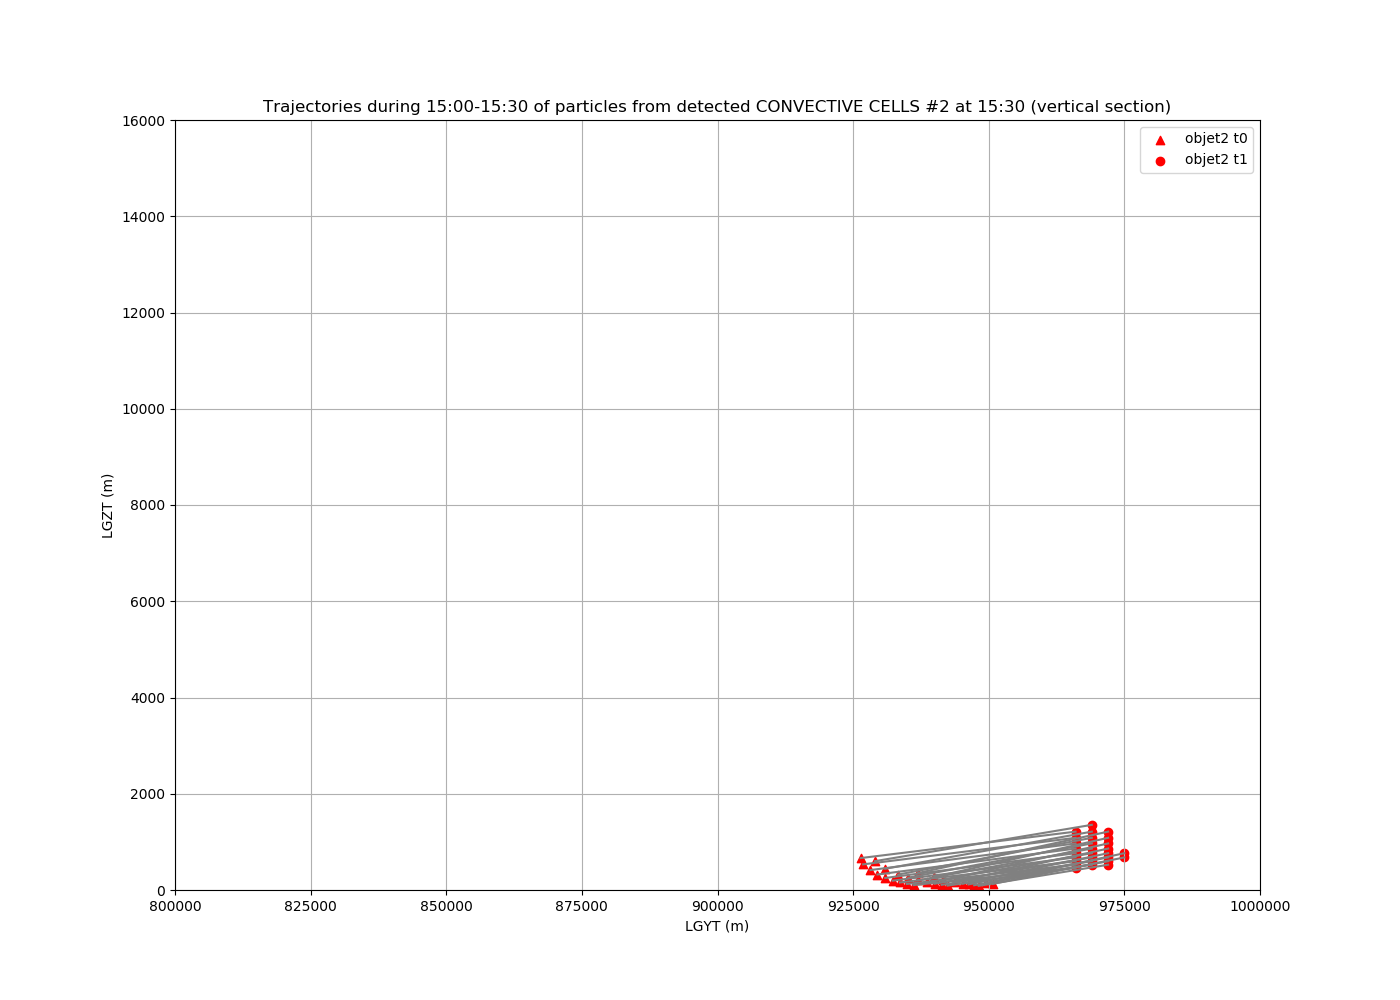 Trajectories during 15:00-15:30 of particles from detected CONVECTIVE CELLS #2 at 15:30 (vertical section)
objet2 t0
objet2 t1
16000
14000
12000
10000
8000
6000
4000
2000
0
LGZT (m)
800000 825000 850000 875000 900000 925000 950000 975000 1000000
LGYT (m)